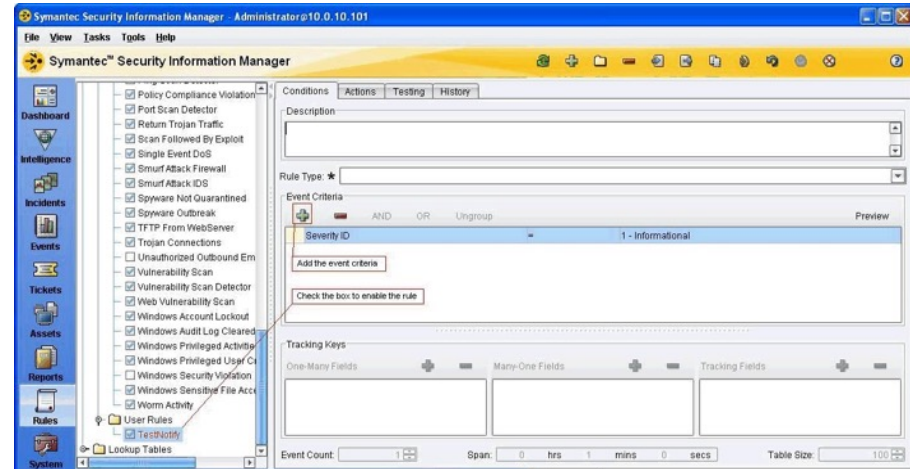 Symantec Security Information Manager - Administrator@10.0.10.101
File View Tasks Tools Help
Symantec™ Security Information Manager
Dashboard
Intelligence
Incidents
Events
Tickets
Assets
Reports
Rules
System
Policy Compliance Violation
Port Scan Detector
Return Trojan Traffic
Scan Followed By Exploit
Single Event DoS
Smurf Attack Firewall
Smurf Attack IDS
Spyware Not Quarantined
Spyware Outbreak
TFTP From WebServer
Trojan Connections
Unauthorized Outbound Em
Vulnerability Scan
Vulnerability Scan Detector
Web Vulnerability Scan
Windows Account Lockout
Windows Audit Log Cleared
Windows Privileged Activitie
Windows Privileged User C
Windows Security Violation
Windows Sensitive File Acc
Worm Activity
User Rules
TestNotify
Lookup Tables
Conditions Actions Testing History
Description
Rule Type: ★
Event Criteria
AND OR Ungroup Preview
Severity ID = 1 - Informational
Add the event criteria
Check the box to enable the rule
Tracking Keys
One-Many Fields Many-One Fields Tracking Fields
Event Count: 1 Span: 0 hrs 1 mins 0 secs Table Size: 100